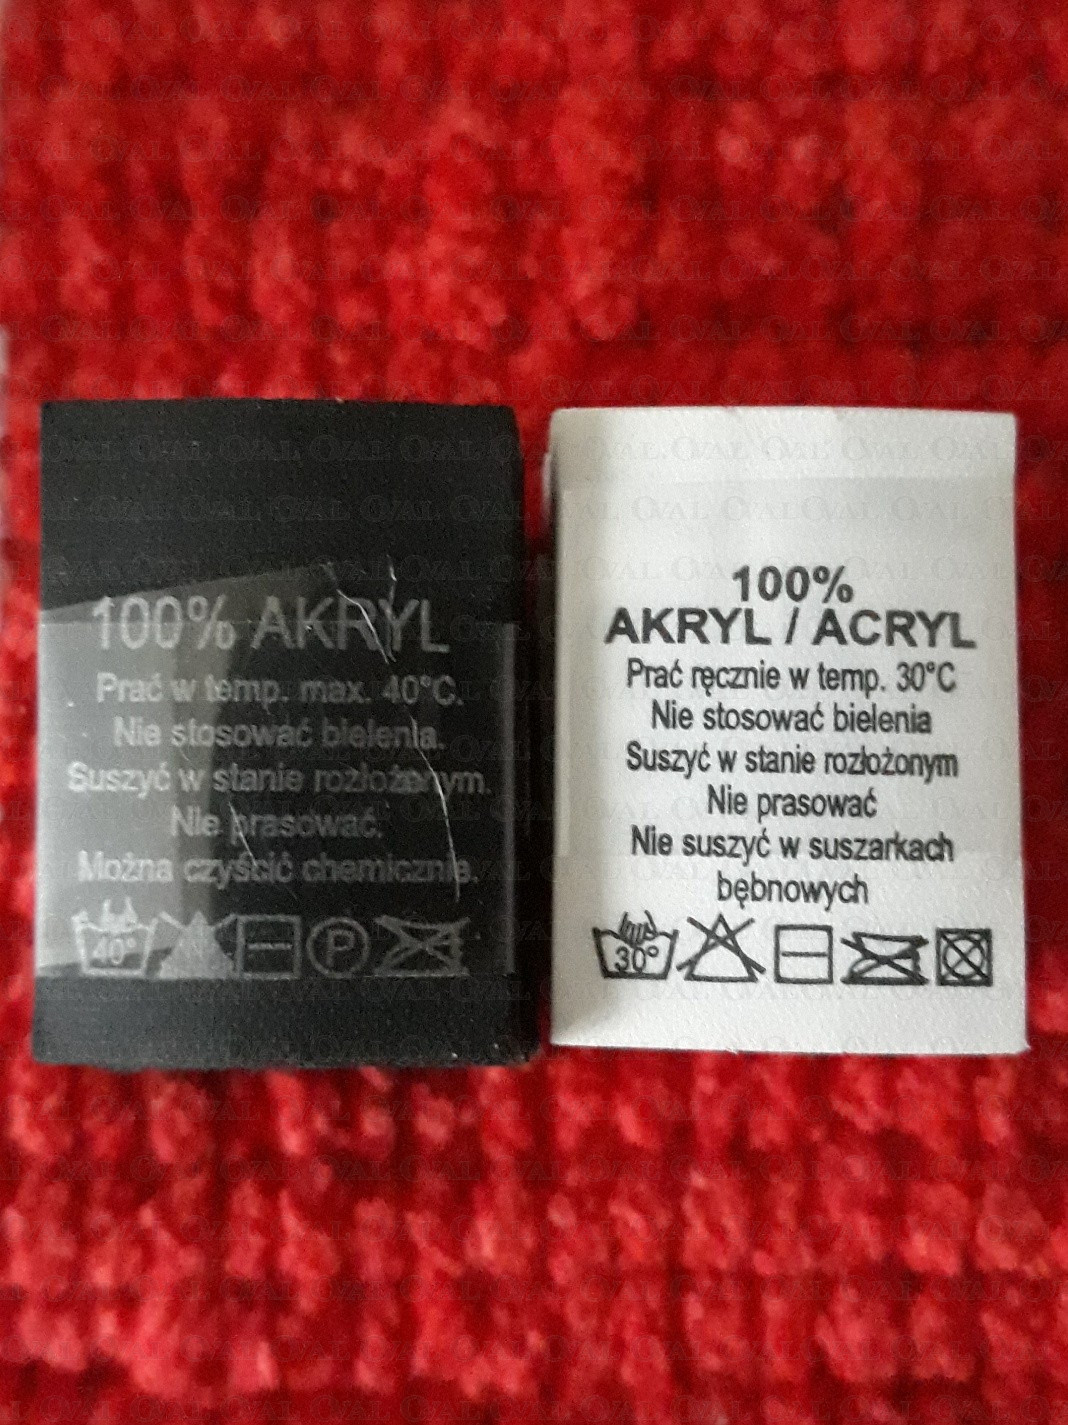 100% AKRYL
Prać w temp. max. 40°C.
Nie stosować bielenia.
Suszyć w stanie rozłożonym.
Nie prasować.
Można czyścić chemicznie.
40°
P
100%
AKRYL / ACRYL
Prać ręcznie w temp. 30°C
Nie stosować bielenia
Suszyć w stanie rozłożonym
Nie prasować
Nie suszyć w suszarkach
bębnowych
30°
OVAL